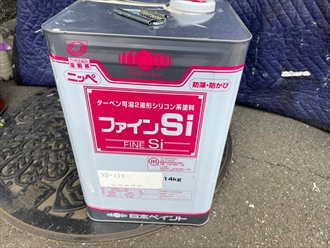 ニッペ
防藻・防かび
ターペン可溶2液形シリコン系塗料
ファインSi
FINE Si
ND-110
14kg
日本ペイント